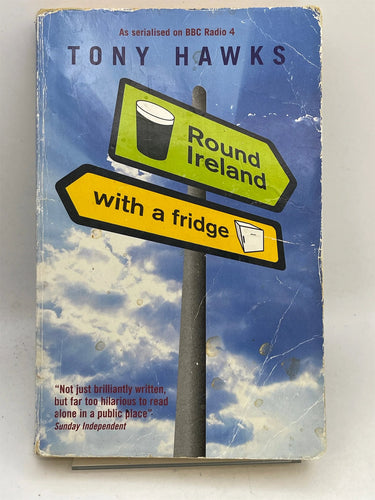 As serialised on BBC Radio 4
TONY HAWKS
Round
Ireland
with a fridge
"Not just brilliantly written,
but far too hilarious to read
alone in a public place".
Sunday Independent